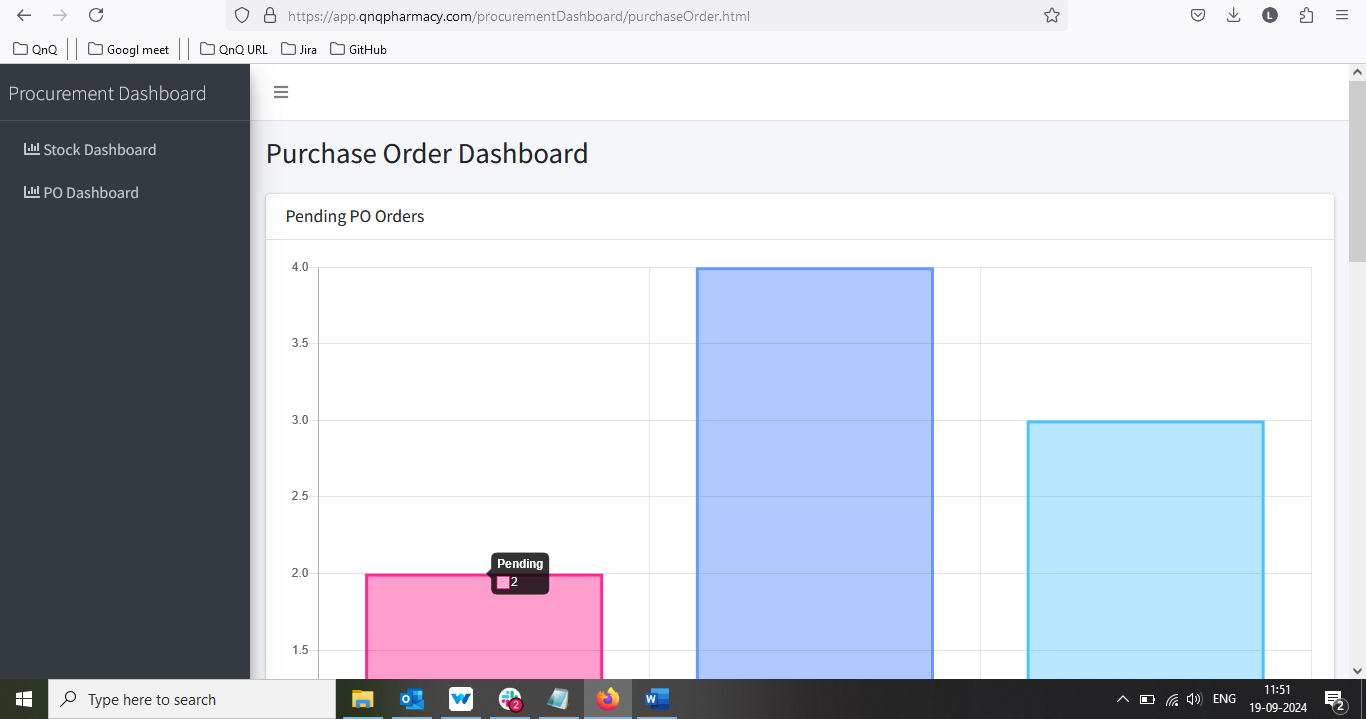 https://app.qnqpharmacy.com/procurementDashboard/purchaseOrder.html
L
QnQ
Googl meet
QnQ URL
Jira
GitHub
Procurement Dashboard
Stock Dashboard
PO Dashboard
Purchase Order Dashboard
Pending PO Orders
4.0
3.5
3.0
2.5
2.0
1.5
Pending
2
Type here to search
2
ENG
11:51
19-09-2024
2